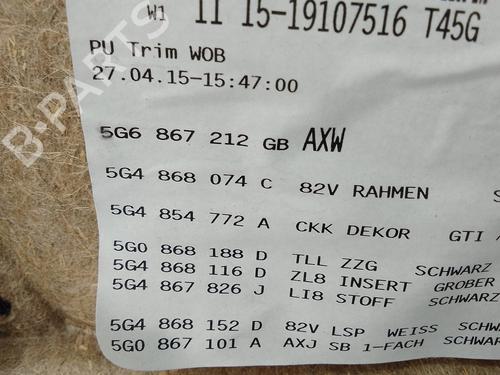 W1 11 15-19107516 T45G
PU Trim WOB
27.04.15-15:47:00
5G6 867 212 GB AXW
5G4 868 074 C 82V RAHMEN S
5G4 854 772 A CKK DEKOR GTI /
5G0 868 188 D TLL ZZG SCHWARZ
5G4 868 116 D ZL8 INSERT GROBER
5G4 867 826 J LI8 STOFF SCHWARZ
5G4 868 152 D 82V LSP WEISS SCHWA
5G0 867 101 A AXJ SB 1-FACH SCHWAR
B-PARTS